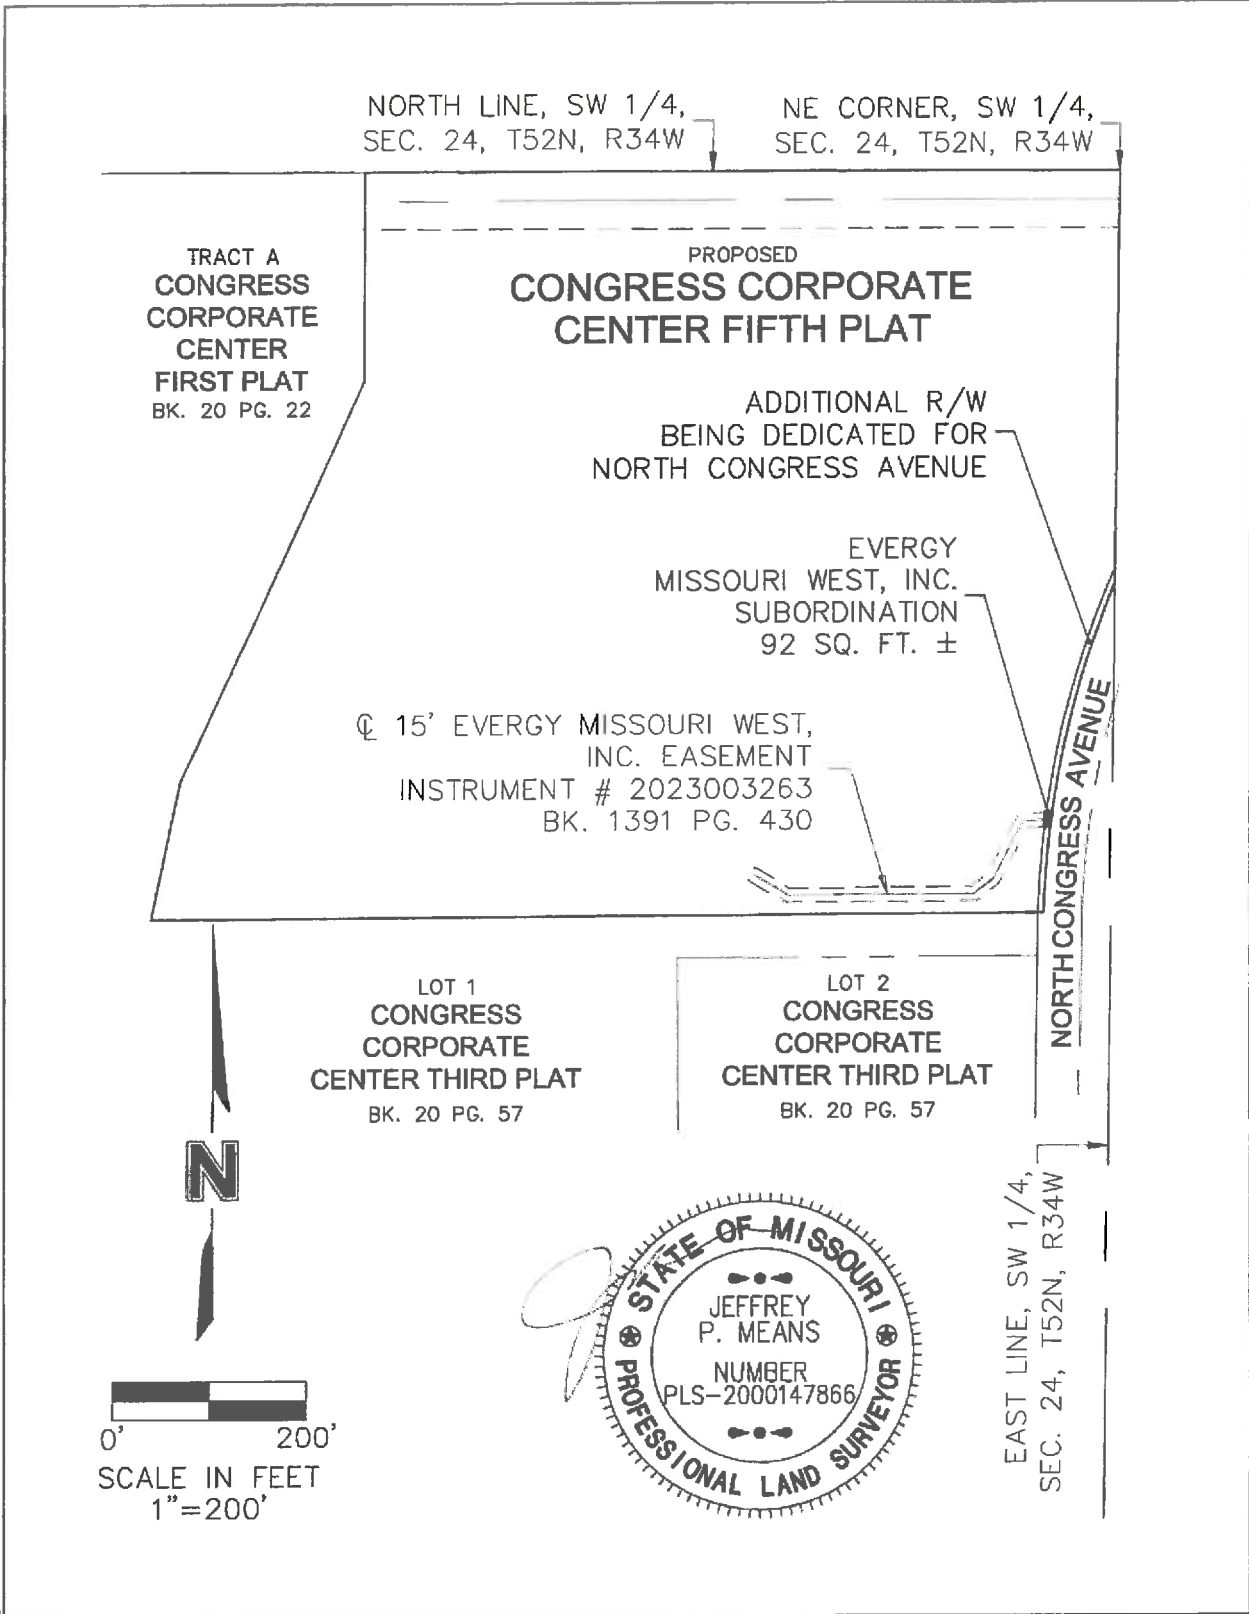 NORTH LINE, SW 1/4,
SEC. 24, T52N, R34W
NE CORNER, SW 1/4,
SEC. 24, T52N, R34W
TRACT A
CONGRESS
CORPORATE
CENTER
FIRST PLAT
BK. 20 PG. 22
PROPOSED
CONGRESS CORPORATE
CENTER FIFTH PLAT
ADDITIONAL R/W
BEING DEDICATED FOR
NORTH CONGRESS AVENUE
EVERGY
MISSOURI WEST, INC.
SUBORDINATION
92 SQ. FT. ±
℄ 15' EVERGY MISSOURI WEST,
INC. EASEMENT
INSTRUMENT # 2023003263
BK. 1391 PG. 430
NORTH CONGRESS AVENUE
LOT 1
CONGRESS
CORPORATE
CENTER THIRD PLAT
BK. 20 PG. 57
LOT 2
CONGRESS
CORPORATE
CENTER THIRD PLAT
BK. 20 PG. 57
N
EAST LINE, SW 1/4,
SEC. 24, T52N, R34W
STATE OF MISSOURI
JEFFREY
P. MEANS
NUMBER
PLS-2000147866
PROFESSIONAL LAND SURVEYOR
0' 200'
SCALE IN FEET
1"=200'